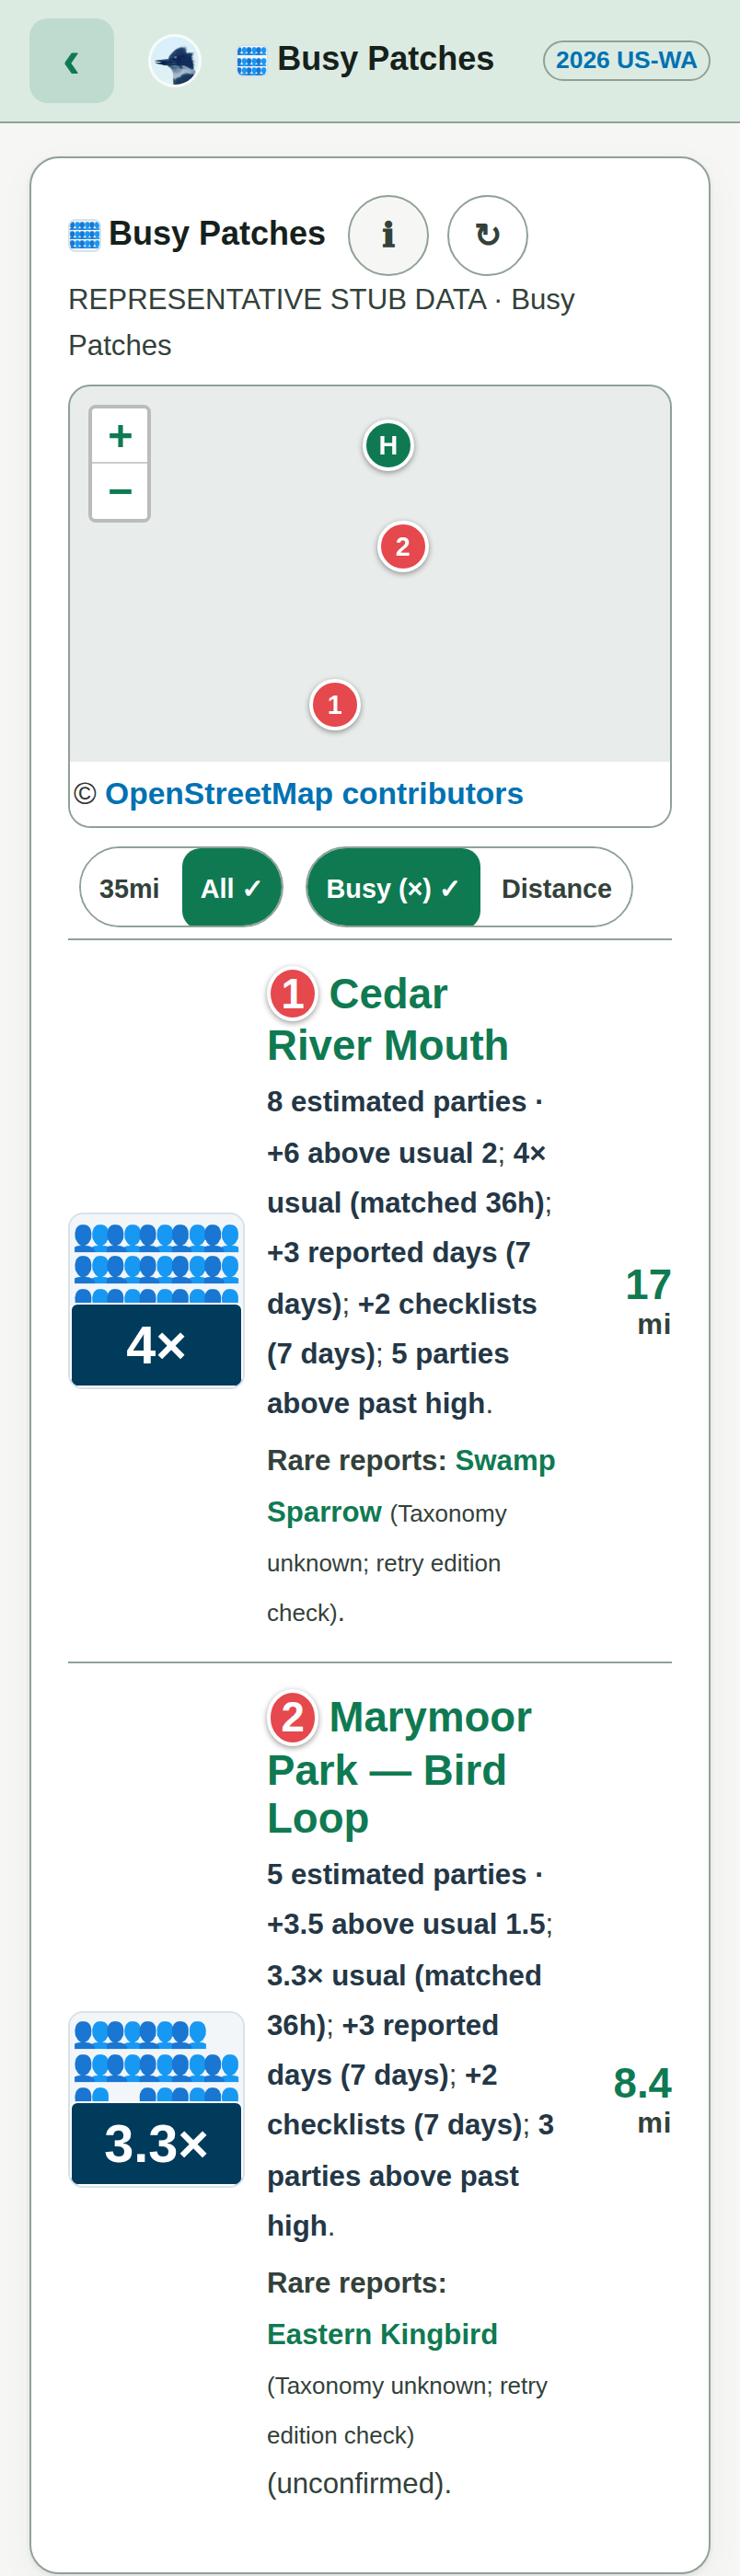 ‹ Busy Patches 2026 US-WA
Busy Patches ℹ ↻
REPRESENTATIVE STUB DATA · Busy
Patches
+
−
H
2
1
© OpenStreetMap contributors
35mi All ✓ Busy (×) ✓ Distance
1 Cedar
River Mouth
8 estimated parties ·
+6 above usual 2; 4×
usual (matched 36h);
+3 reported days (7
days); +2 checklists
(7 days); 5 parties
above past high.
Rare reports: Swamp
Sparrow (Taxonomy
unknown; retry edition
check).
4×
17
mi
2 Marymoor
Park — Bird
Loop
5 estimated parties ·
+3.5 above usual 1.5;
3.3× usual (matched
36h); +3 reported
days (7 days); +2
checklists (7 days); 3
parties above past
high.
Rare reports:
Eastern Kingbird
(Taxonomy unknown; retry
edition check)
(unconfirmed).
3.3×
8.4
mi